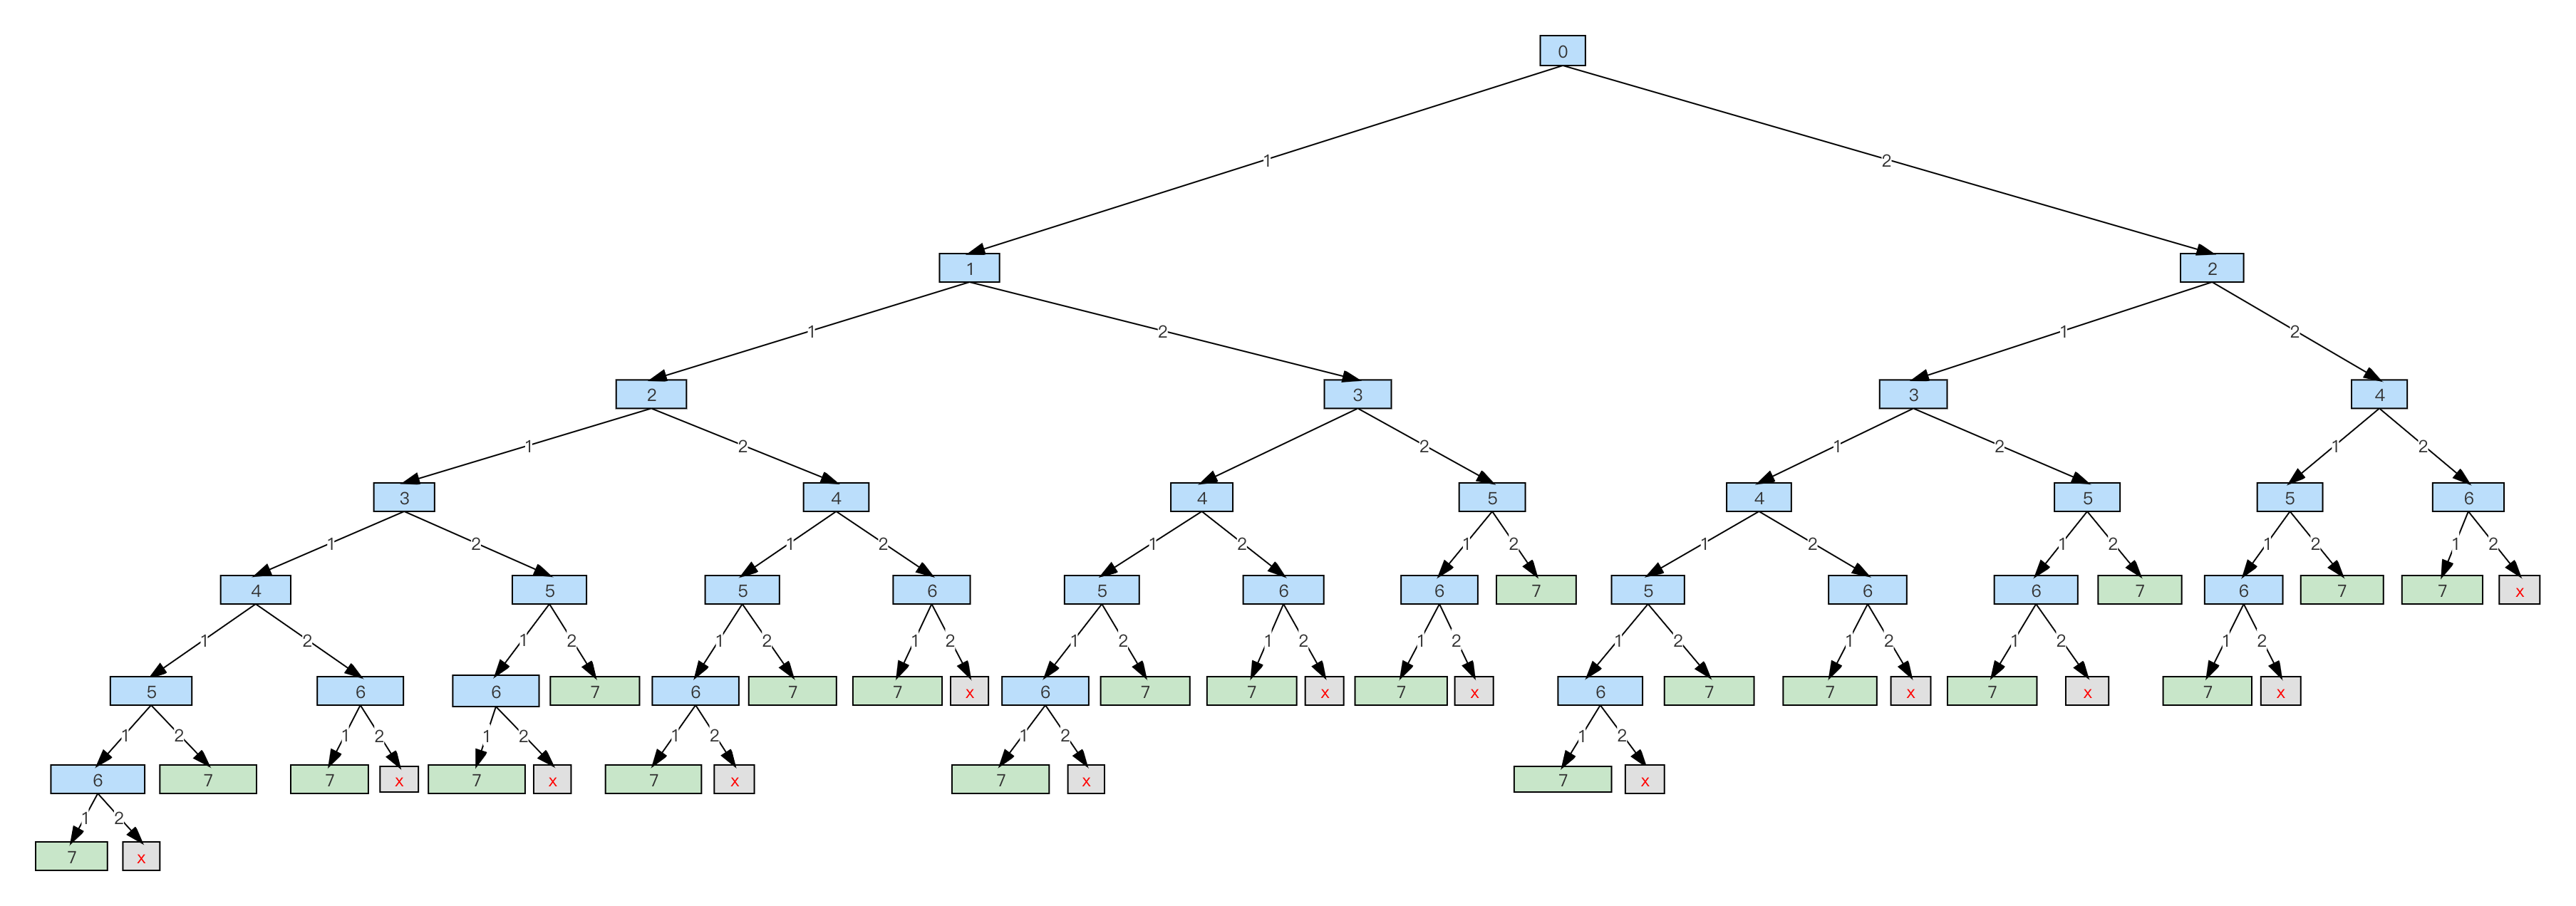 0
1 2
1 2
1 2 1 2
2 3 3 4
1 2 2 1 2 1 2
3 4 4 5 4 5 5 6
1 2 1 2 1 2 1 2 1 2 1 2 1 2 1 2
4 5 5 6 5 6 6 7 5 6 6 7 6 7 7 x
1 2 1 2 1 2 1 2 1 2 1 2 1 2 1 2 1 2 1 2 1 2
5 6 6 7 6 7 7 x 6 7 7 x 7 x 6 7 7 x 7 x 7 x
1 2 1 2 1 2 1 2 1 2 1 2
6 7 7 x 7 x 7 x 7 x 7 x
1 2
7 x